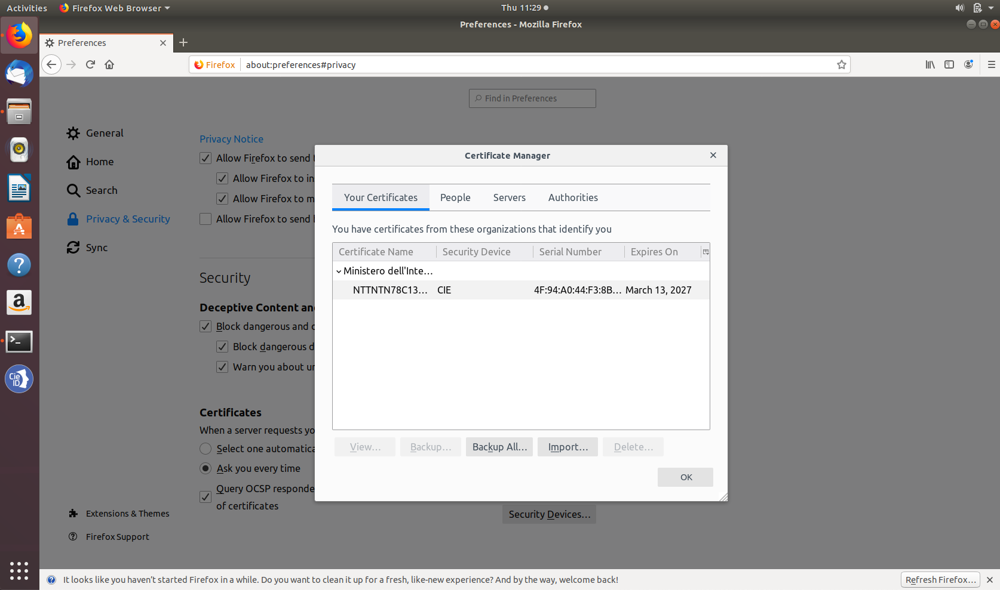 Activities
Firefox Web Browser
Thu 11:29
Preferences - Mozilla Firefox
Preferences
Firefox
about:preferences#privacy
Find in Preferences
General
Home
Search
Privacy & Security
Sync
Extensions & Themes
Firefox Support
Privacy Notice
Allow Firefox to send
Allow Firefox to in
Allow Firefox to m
Allow Firefox to send
Security
Deceptive Content an
Block dangerous and
Block dangerous d
Warn you about un
Certificates
When a server requests yo
Select one automatica
Ask you every time
Query OCSP responde
of certificates
Security Devices…
Certificate Manager
Your Certificates
People
Servers
Authorities
You have certificates from these organizations that identify you
Certificate Name Security Device Serial Number Expires On
Ministero dell'Inte…
NTTNTN78C13… CIE 4F:94:A0:44:F3:8B… March 13, 2027
View…
Backup…
Backup All…
Import…
Delete…
OK
Cie
ID
It looks like you haven't started Firefox in a while. Do you want to clean it up for a fresh, like-new experience? And by the way, welcome back!
Refresh Firefox…